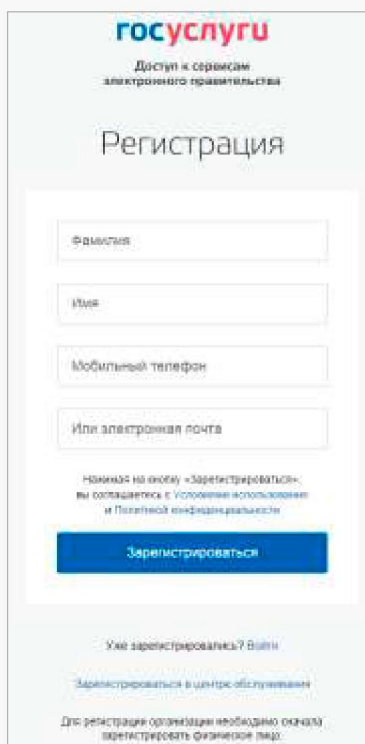 госуслуги
Доступ к сервисам
электронного правительства
Регистрация
Фамилия
Имя
Мобильный телефон
Или электронная почта
Нажимая на кнопку «Зарегистрироваться»,
вы соглашаетесь с Условиями использования
и Политикой конфиденциальности
Зарегистрироваться
Уже зарегистрировались? Войти
Зарегистрироваться в центре обслуживания
Для регистрации организации необходимо сначала
зарегистрировать физическое лицо.